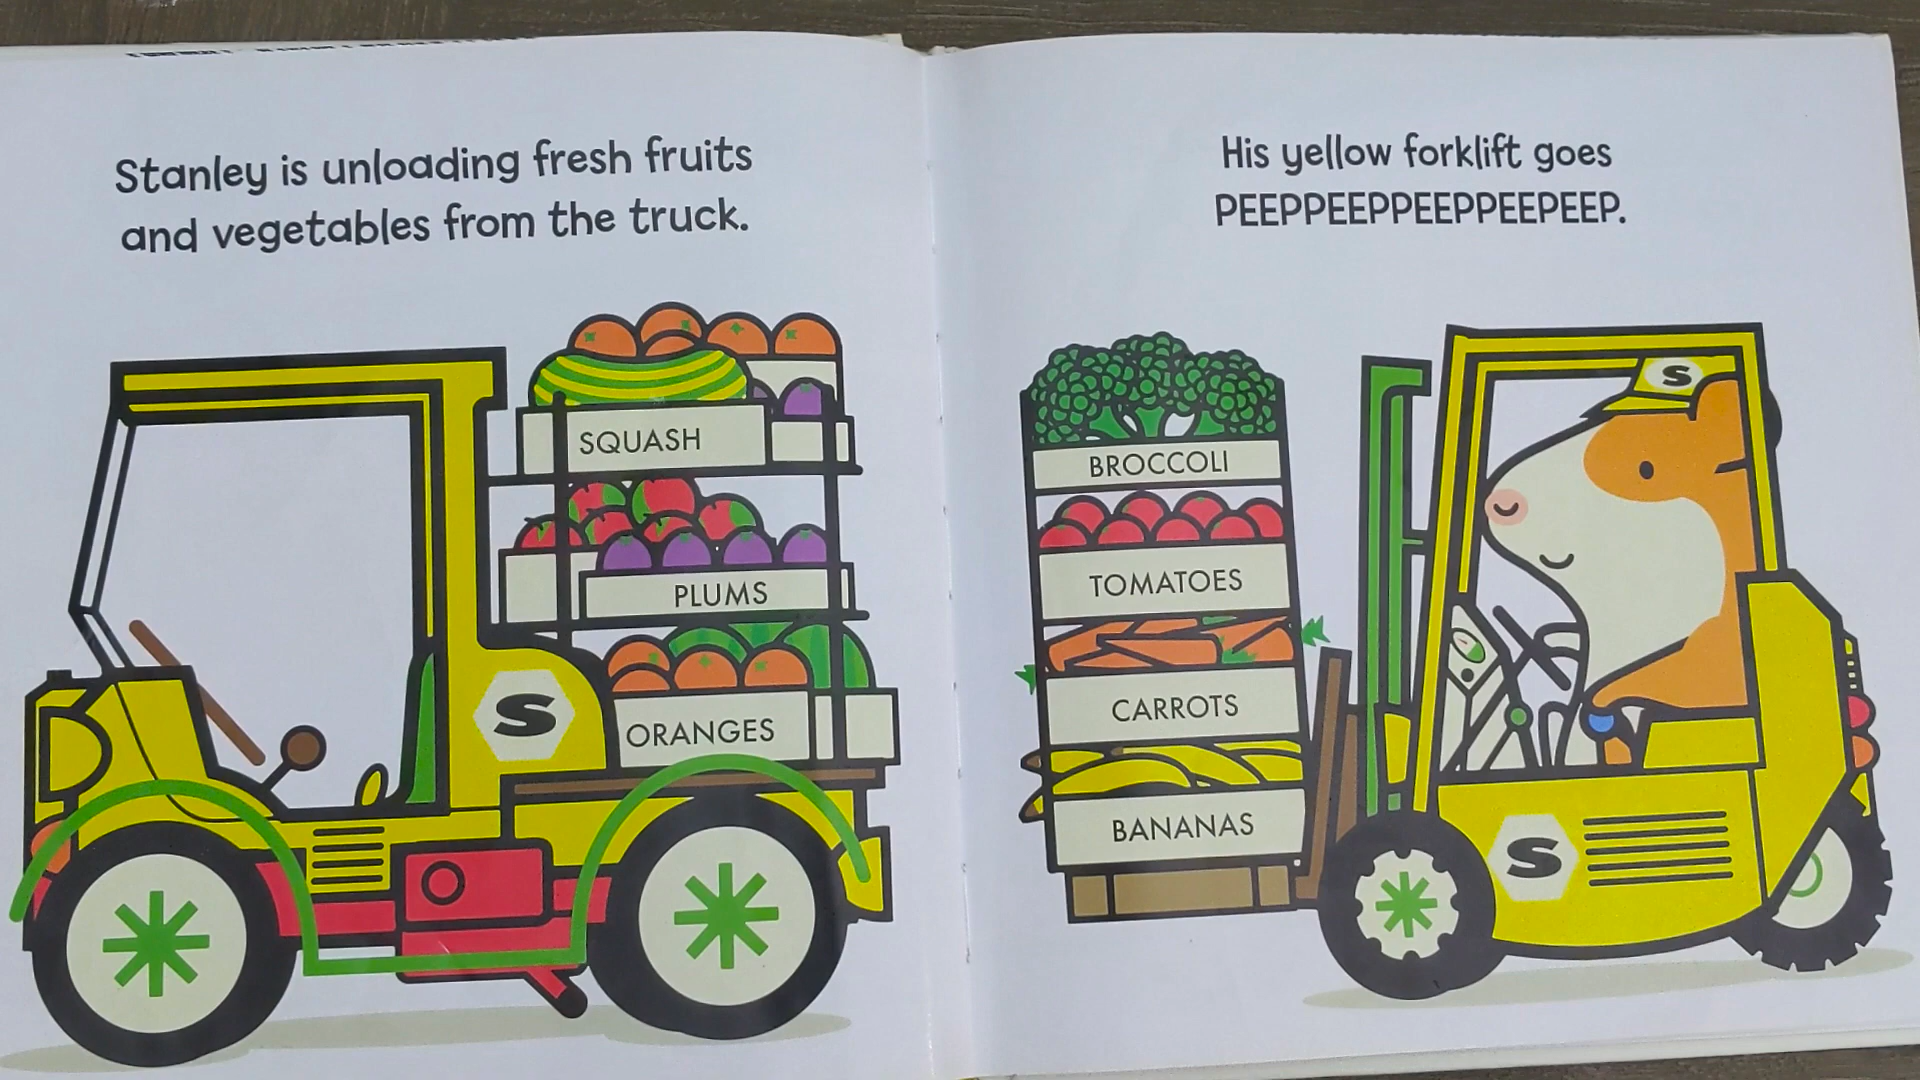 Stanley is unloading fresh fruits
and vegetables from the truck.
SQUASH
PLUMS
S
ORANGES
His yellow forklift goes
PEEPPEEPPEEPPEEPEEP.
S
BROCCOLI
TOMATOES
CARROTS
BANANAS
S